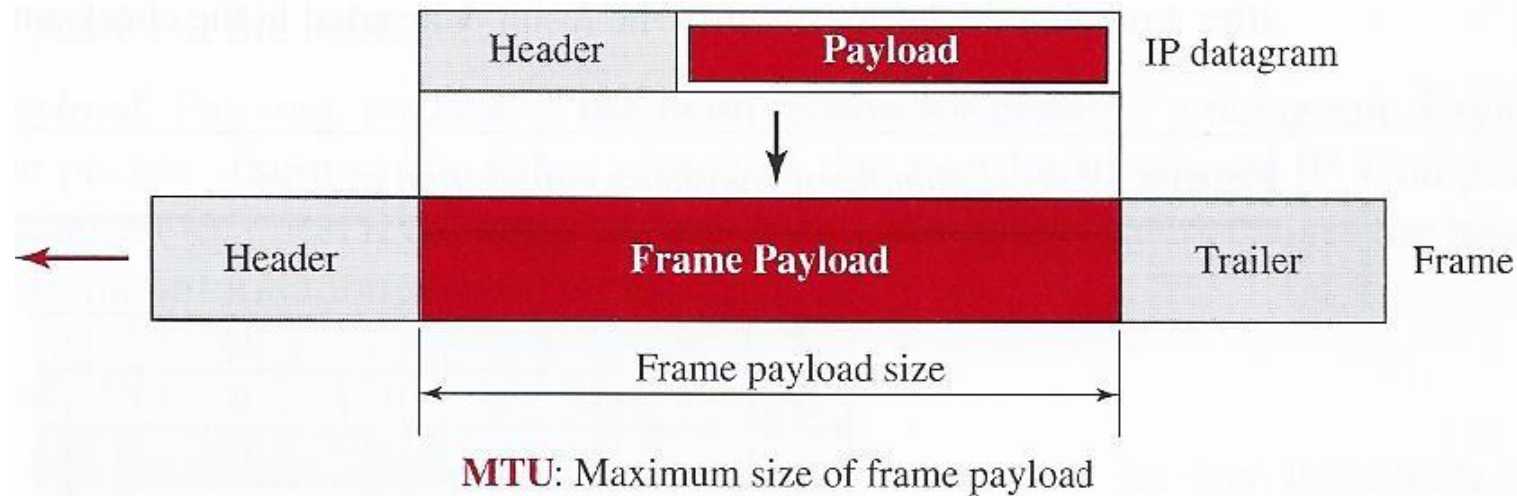 Header Payload IP datagram
Header Frame Payload Trailer Frame
Frame payload size
MTU: Maximum size of frame payload